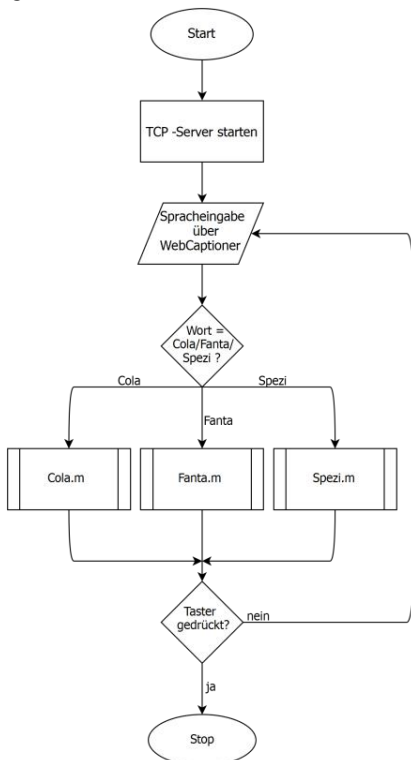 Start
TCP -Server starten
Spracheingabe
über
WebCaptioner
Wort =
Cola/Fanta/
Spezi ?
Cola
Spezi
Fanta
Cola.m
Fanta.m
Spezi.m
Taster
gedrückt?
nein
ja
Stop